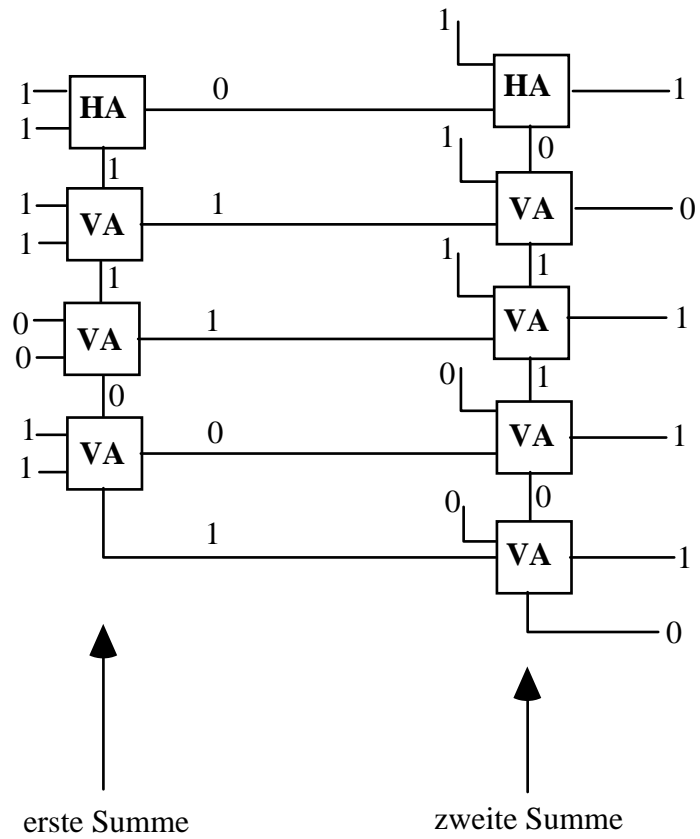 1
1 HA 0 HA 1
1
1 1 0
1 VA 1 VA 0
1
1 1 1
0 VA 1 VA 1
0
0 0 1
1 VA 0 VA 1
1
0 0
1 VA 1
0
erste Summe zweite Summe